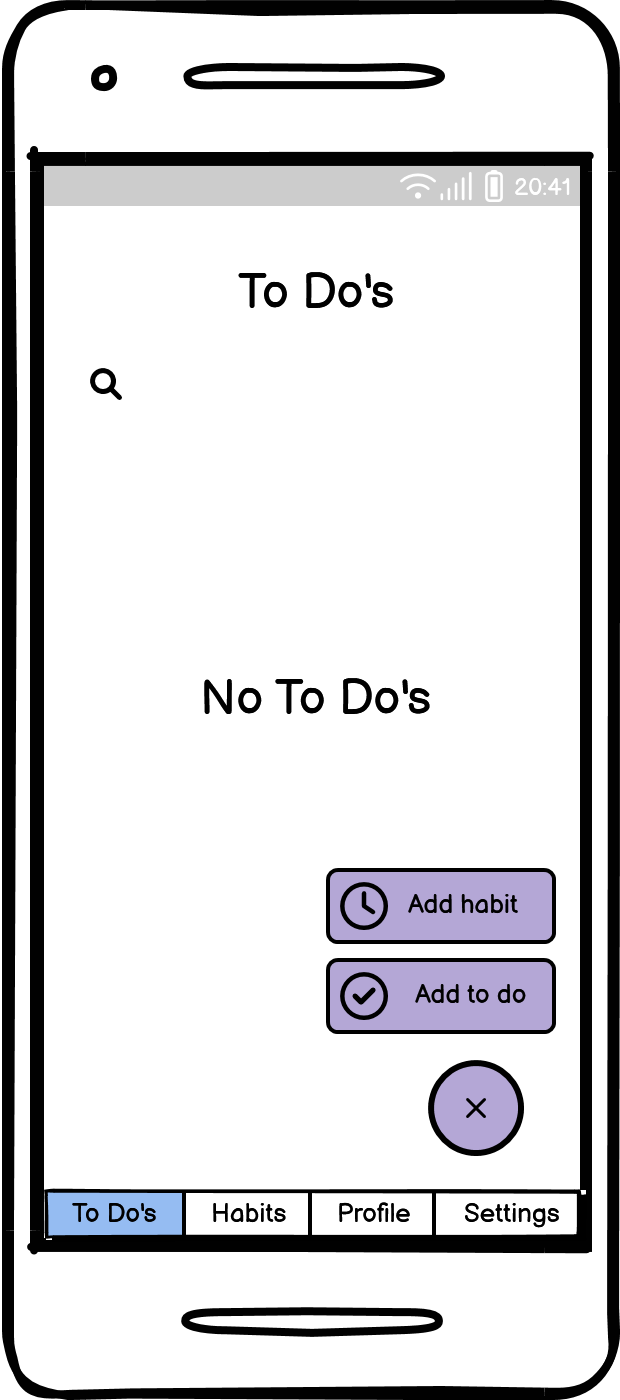 20:41
To Do's
No To Do's
Add habit
Add to do
To Do's Habits Profile Settings